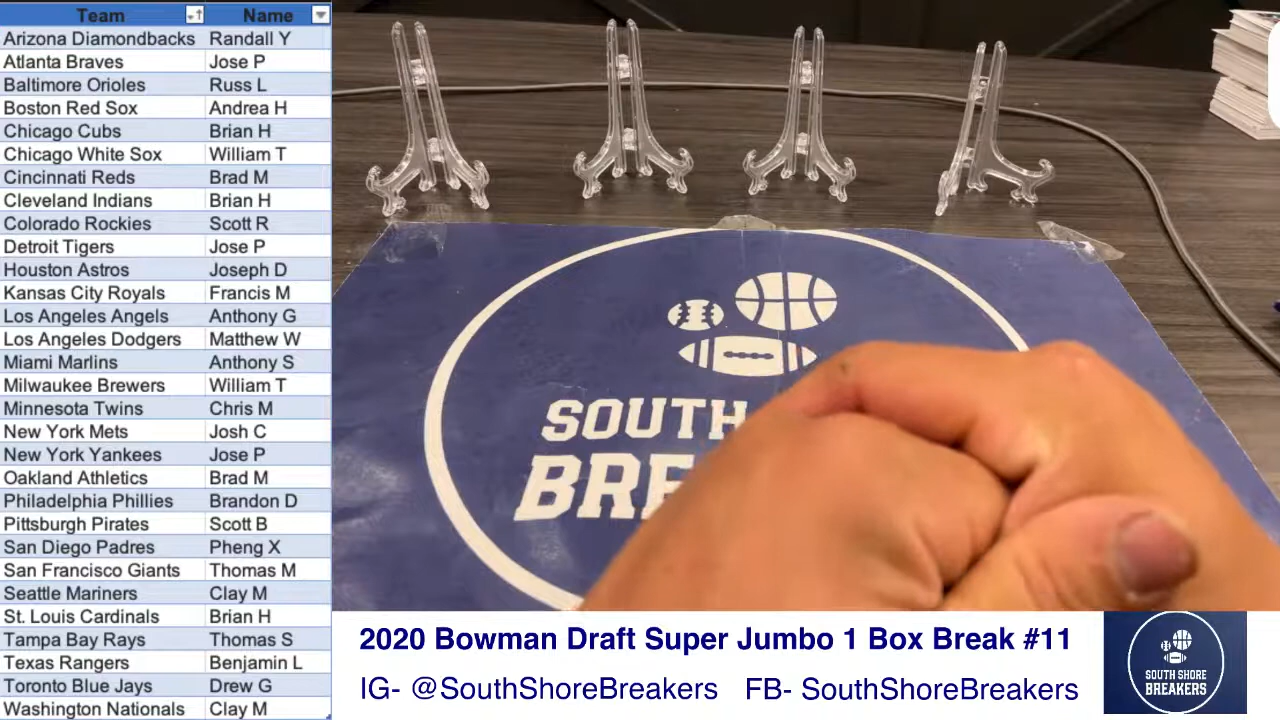 Team Name
Arizona Diamondbacks Randall Y
Atlanta Braves Jose P
Baltimore Orioles Russ L
Boston Red Sox Andrea H
Chicago Cubs Brian H
Chicago White Sox William T
Cincinnati Reds Brad M
Cleveland Indians Brian H
Colorado Rockies Scott R
Detroit Tigers Jose P
Houston Astros Joseph D
Kansas City Royals Francis M
Los Angeles Angels Anthony G
Los Angeles Dodgers Matthew W
Miami Marlins Anthony S
Milwaukee Brewers William T
Minnesota Twins Chris M
New York Mets Josh C
New York Yankees Jose P
Oakland Athletics Brad M
Philadelphia Phillies Brandon D
Pittsburgh Pirates Scott B
San Diego Padres Pheng X
San Francisco Giants Thomas M
Seattle Mariners Clay M
St. Louis Cardinals Brian H
Tampa Bay Rays Thomas S
Texas Rangers Benjamin L
Toronto Blue Jays Drew G
Washington Nationals Clay M
SOUTH
BRE
2020 Bowman Draft Super Jumbo 1 Box Break #11
IG- @SouthShoreBreakers FB- SouthShoreBreakers
SOUTH SHORE
BREAKERS